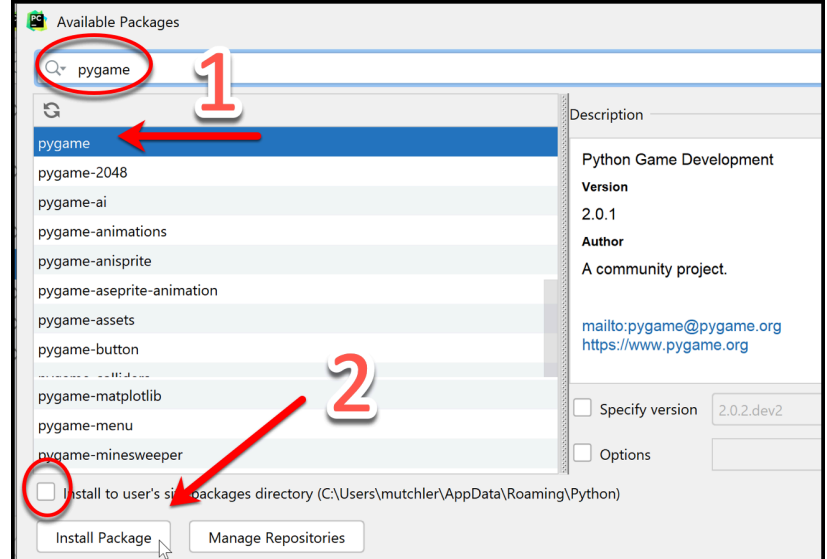 PC
Available Packages
pygame
1
pygame
pygame-2048
pygame-ai
pygame-animations
pygame-anisprite
pygame-aseprite-animation
pygame-assets
pygame-button
pygame-matplotlib
pygame-menu
pygame-minesweeper
2
Description
Python Game Development
Version
2.0.1
Author
A community project.
mailto:pygame@pygame.org
https://www.pygame.org
Specify version 2.0.2.dev2
Options
Install to user's site packages directory (C:\Users\mutchler\AppData\Roaming\Python)
Install Package Manage Repositories